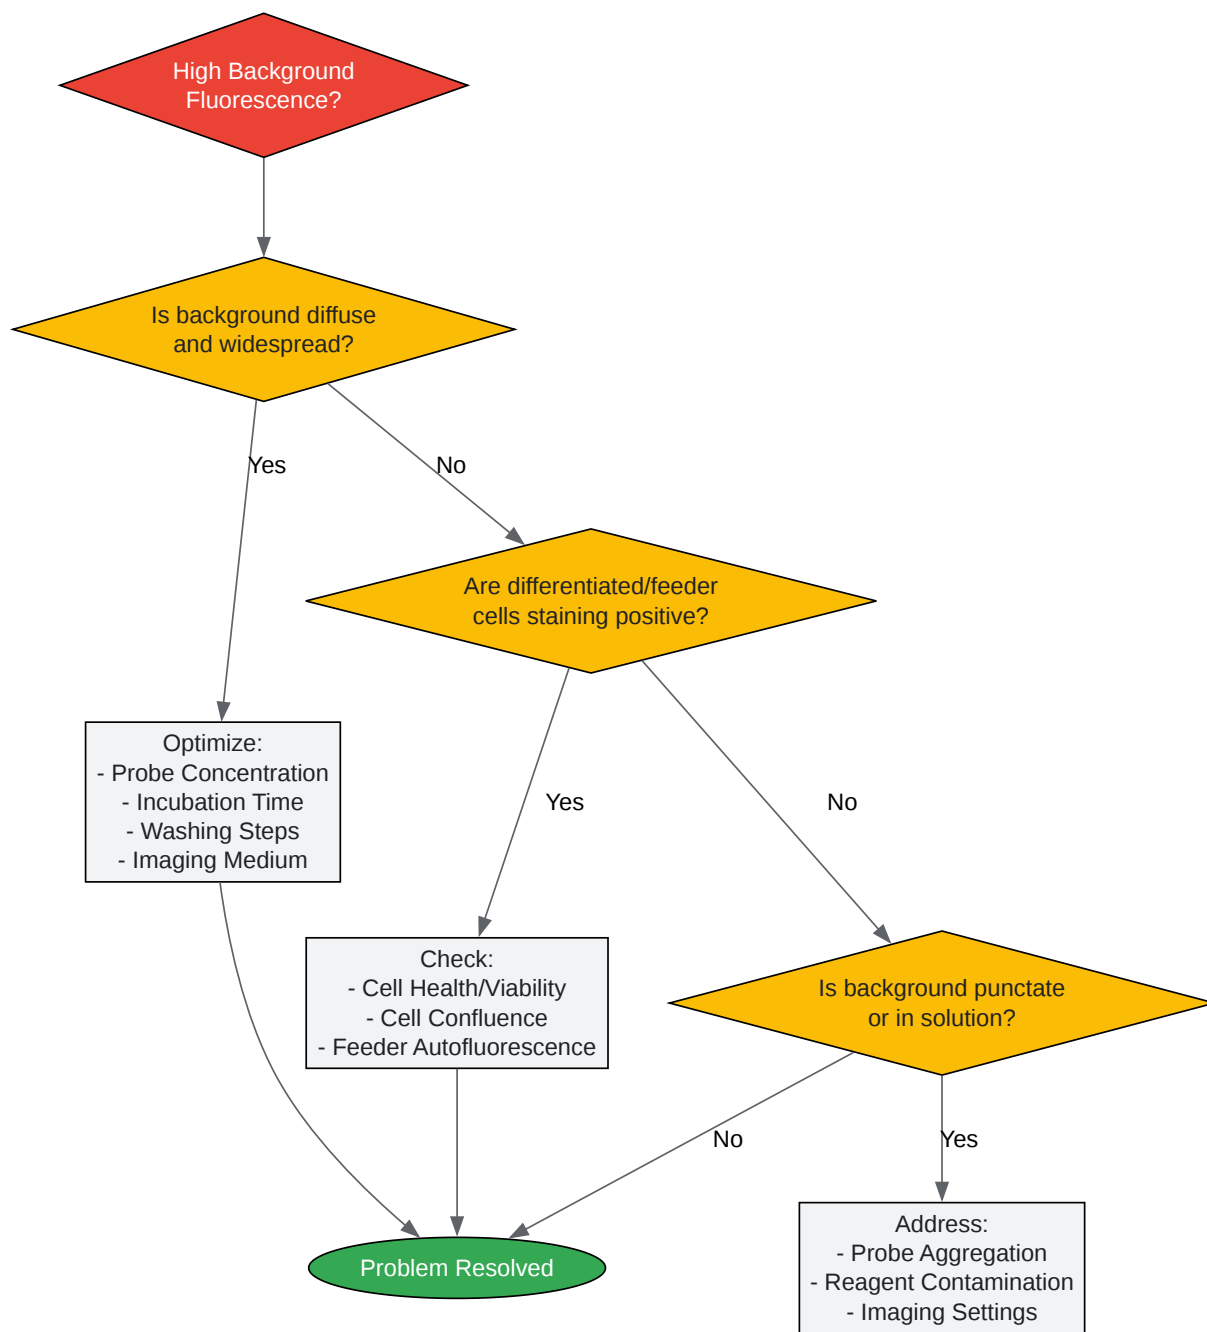 High Background
Fluorescence?
Is background diffuse
and widespread?
Yes
No
Are differentiated/feeder
cells staining positive?
Optimize:
- Probe Concentration
- Incubation Time
- Washing Steps
- Imaging Medium
Yes
No
Check:
- Cell Health/Viability
- Cell Confluence
- Feeder Autofluorescence
Is background punctate
or in solution?
No
Yes
Problem Resolved
Address:
- Probe Aggregation
- Reagent Contamination
- Imaging Settings